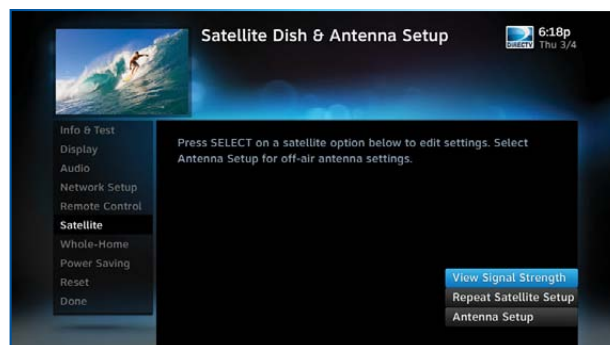 Satellite Dish & Antenna Setup
DIRECTV
6:18p
Thu 3/4
Info & Test
Display
Audio
Network Setup
Remote Control
Satellite
Whole-Home
Power Saving
Reset
Done
Press SELECT on a satellite option below to edit settings. Select
Antenna Setup for off-air antenna settings.
View Signal Strength
Repeat Satellite Setup
Antenna Setup